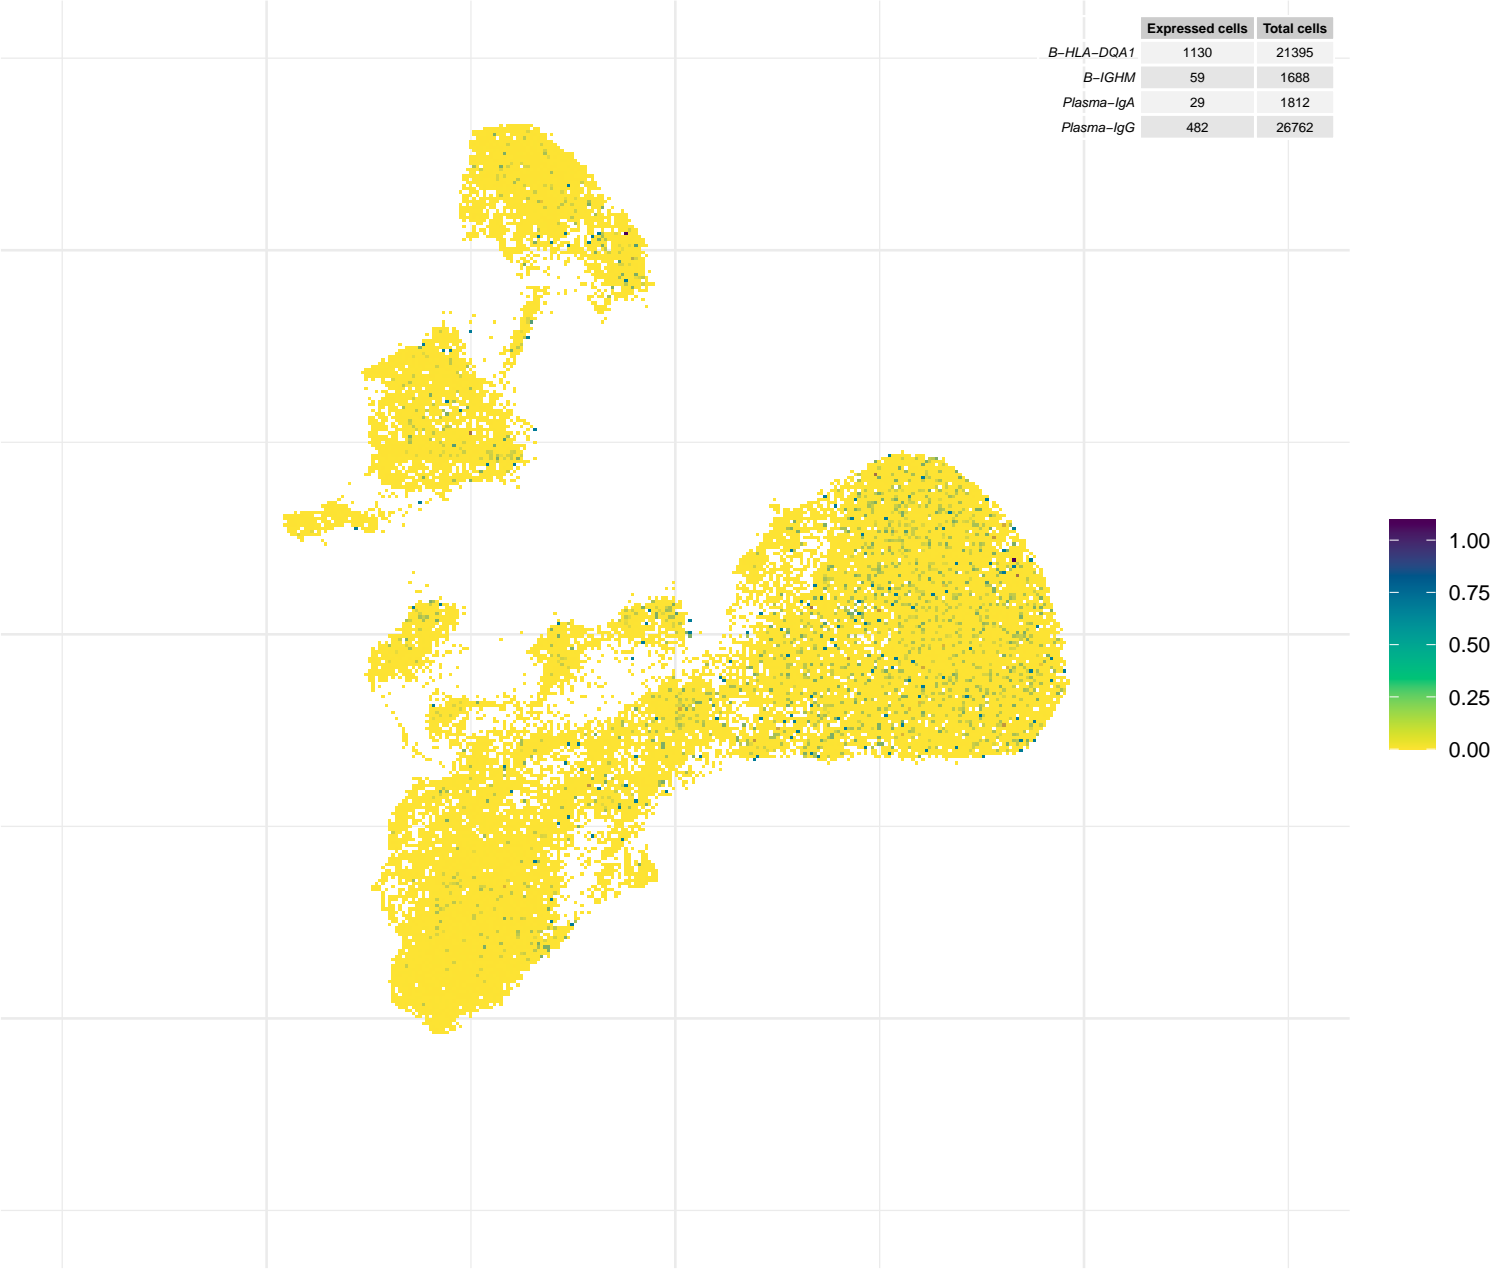 Expressed cells Total cells
B−HLA−DQA1 1130 21395
B−IGHM 59 1688
Plasma−IgA 29 1812
Plasma−IgG 482 26762
1.00
0.75
0.50
0.25
0.00